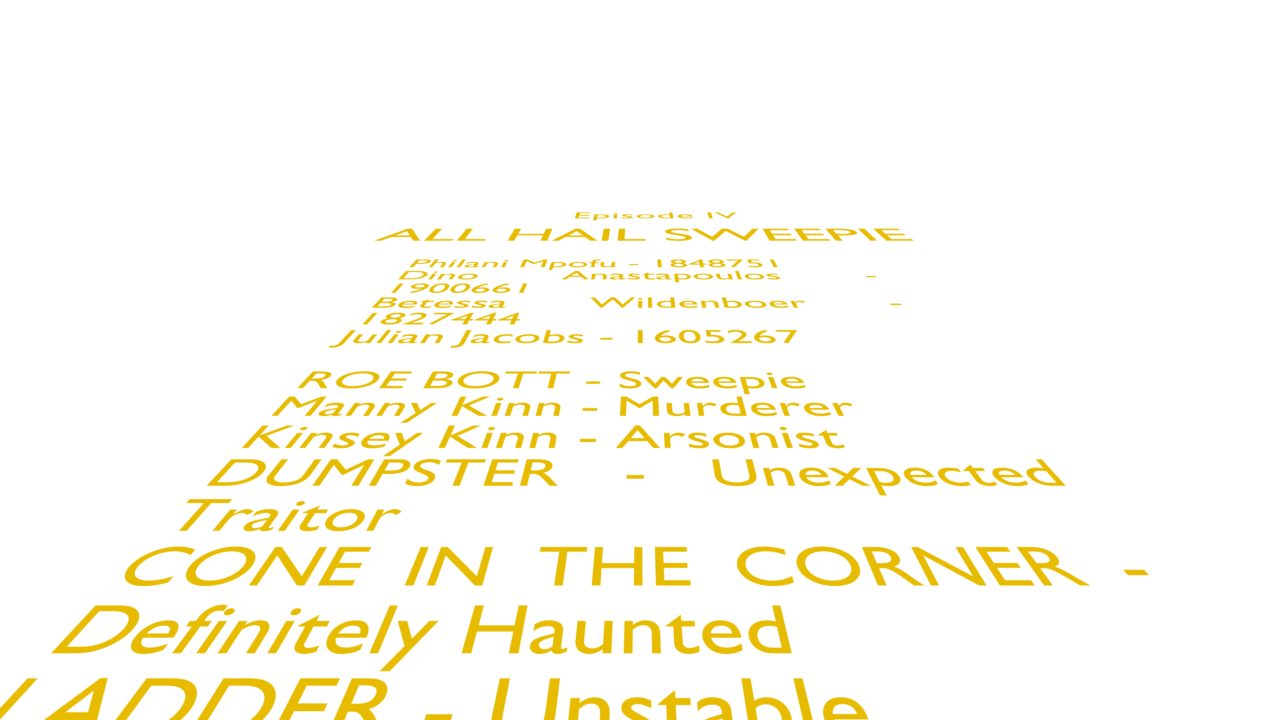 Episode IV
ALL HAIL SWEEPIE
Philani Mpofu - 1848751
Dino Anastapoulos -
1900661
Betessa Wildenboer -
1827444
Julian Jacobs - 1605267
ROE BOTT - Sweepie
Manny Kinn - Murderer
Kinsey Kinn - Arsonist
DUMPSTER - Unexpected
Traitor
CONE IN THE CORNER -
Definitely Haunted
LADDER - Unstable